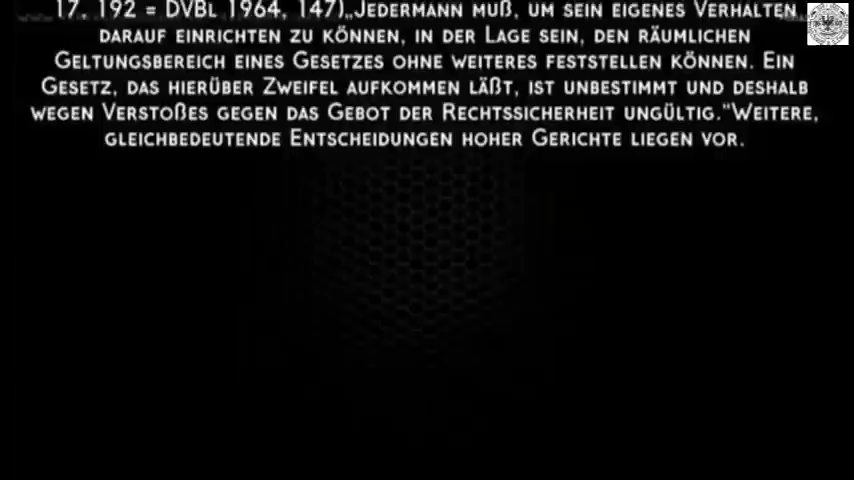 17, 192 = DVBl 1964, 147)„Jedermann muß, um sein eigenes Verhalten
darauf einrichten zu können, in der Lage sein, den räumlichen
Geltungsbereich eines Gesetzes ohne weiteres feststellen können. Ein
Gesetz, das hierüber Zweifel aufkommen läßt, ist unbestimmt und deshalb
wegen Verstoßes gegen das Gebot der Rechtssicherheit ungültig."Weitere,
gleichbedeutende Entscheidungen hoher Gerichte liegen vor.